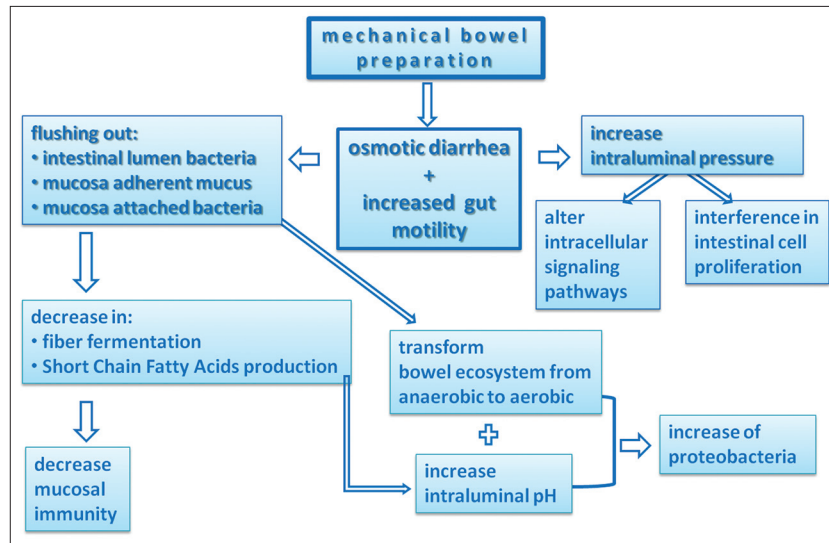 mechanical bowel
preparation
flushing out:
• intestinal lumen bacteria
• mucosa adherent mucus
• mucosa attached bacteria
osmotic diarrhea
+
increased gut
motility
increase
intraluminal pressure
alter
intracellular
signaling
pathways
interference in
intestinal cell
proliferation
decrease in:
• fiber fermentation
• Short Chain Fatty Acids production
transform
bowel ecosystem from
anaerobic to aerobic
increase
intraluminal pH
increase of
proteobacteria
decrease
mucosal
immunity